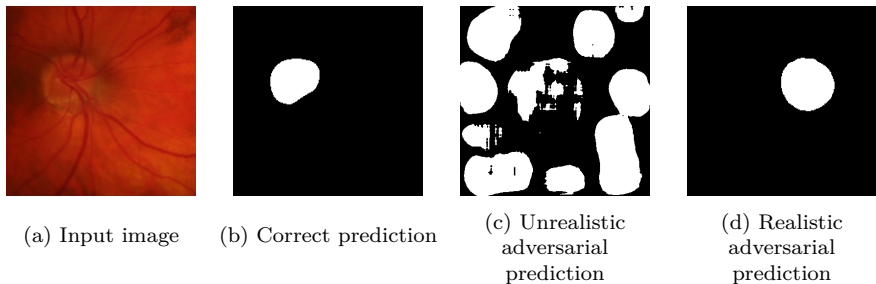 (a) Input image
(b) Correct prediction
(c) Unrealistic
adversarial
prediction
(d) Realistic
adversarial
prediction